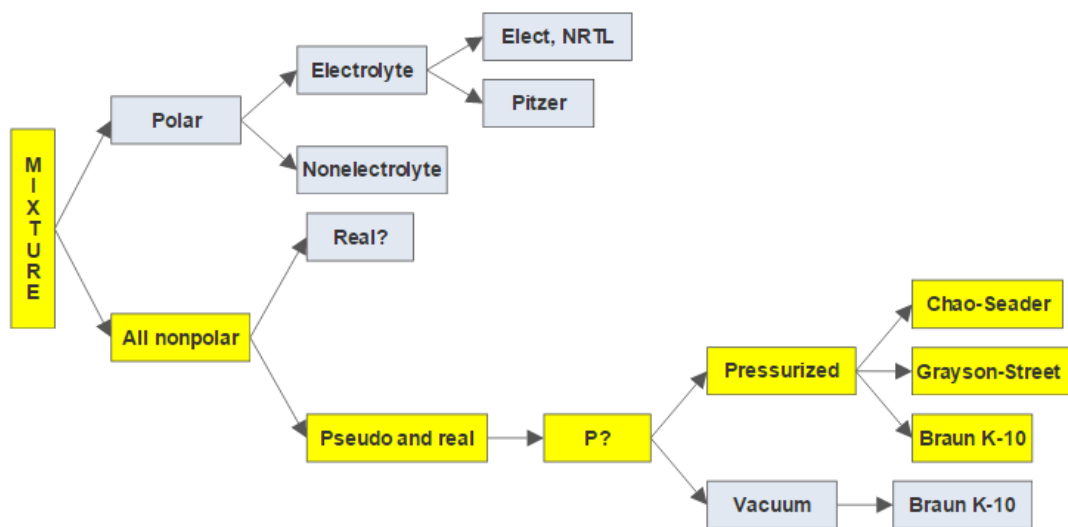 MIXTURE
Polar
Electrolyte
Elect, NRTL
Pitzer
Nonelectrolyte
All nonpolar
Real?
Pseudo and real
P?
Pressurized
Chao-Seader
Grayson-Street
Braun K-10
Vacuum
Braun K-10